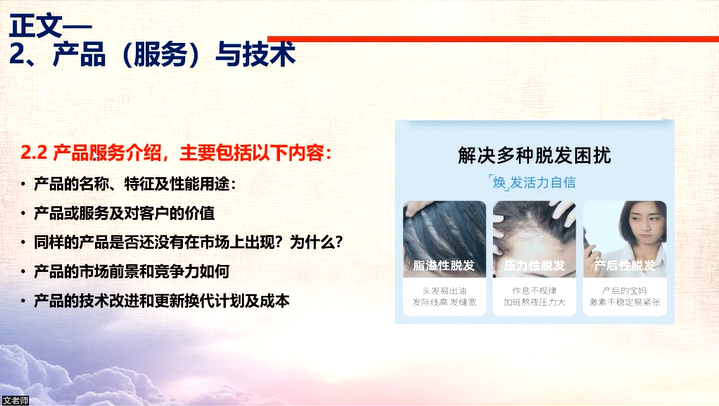 正文—
2、产品（服务）与技术
2.2 产品服务介绍，主要包括以下内容：
• 产品的名称、特征及性能用途：
• 产品或服务及对客户的价值
• 同样的产品是否还没有在市场上出现？为什么？
• 产品的市场前景和竞争力如何
• 产品的技术改进和更新换代计划及成本
解决多种脱发困扰
「焕」发活力自信
脂溢性脱发
头发易出油
发际线高 发缝宽
压力性脱发
作息不规律
加班熬夜压力大
产后性脱发
产后的宝妈
激素不稳定易紧张
文老师